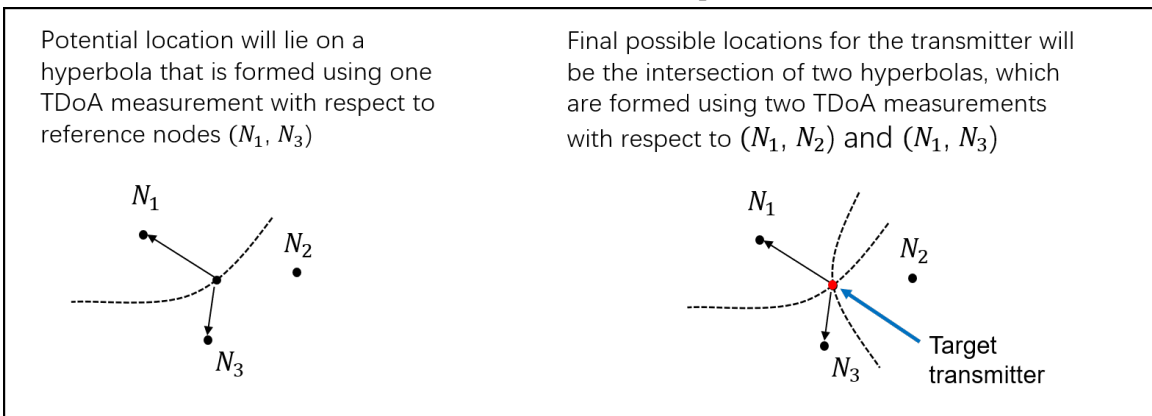 Potential location will lie on a
hyperbola that is formed using one
TDoA measurement with respect to
reference nodes (N₁, N₃)
Final possible locations for the transmitter will
be the intersection of two hyperbolas, which
are formed using two TDoA measurements
with respect to (N₁, N₂) and (N₁, N₃)
N₁
N₂
N₃
N₁
N₂
N₃
Target
transmitter